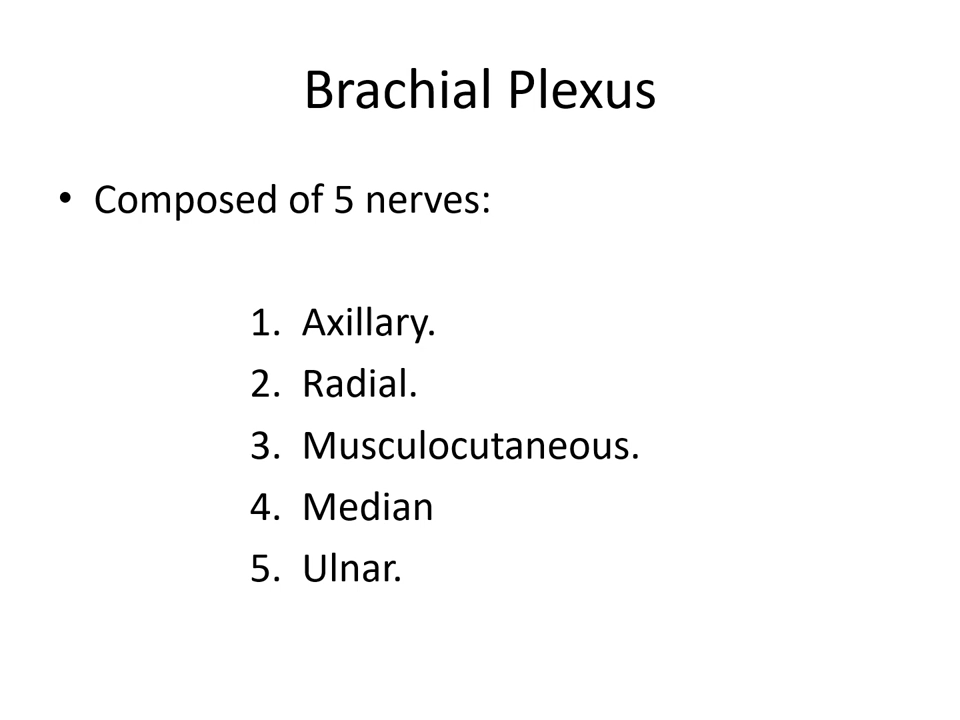 Brachial Plexus
• Composed of 5 nerves:
1. Axillary.
2. Radial.
3. Musculocutaneous.
4. Median
5. Ulnar.